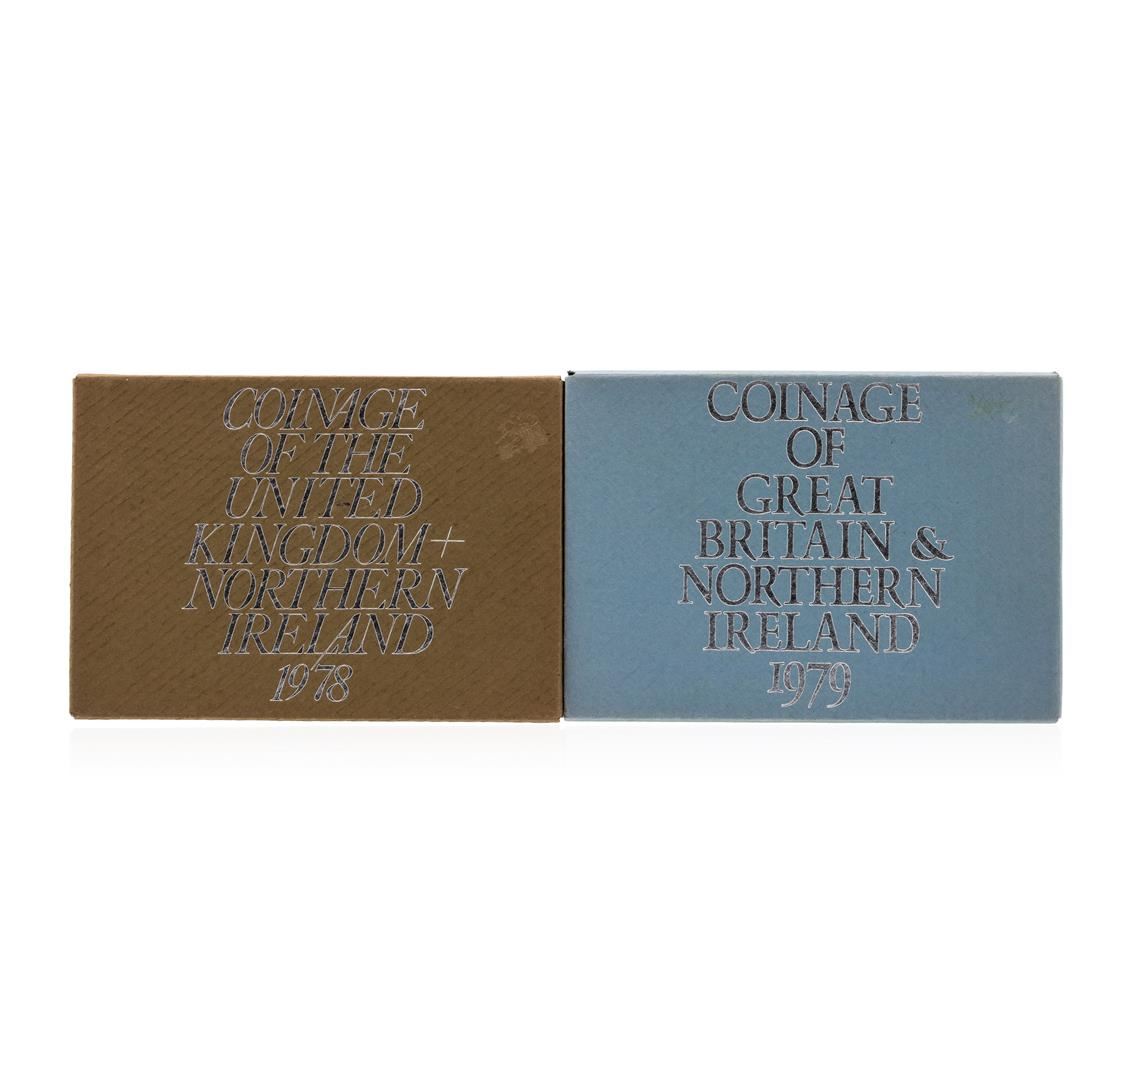 COINAGE
OF THE
UNITED
KINGDOM+
NORTHERN
IRELAND
1978
COINAGE
OF
GREAT
BRITAIN &
NORTHERN
IRELAND
1979